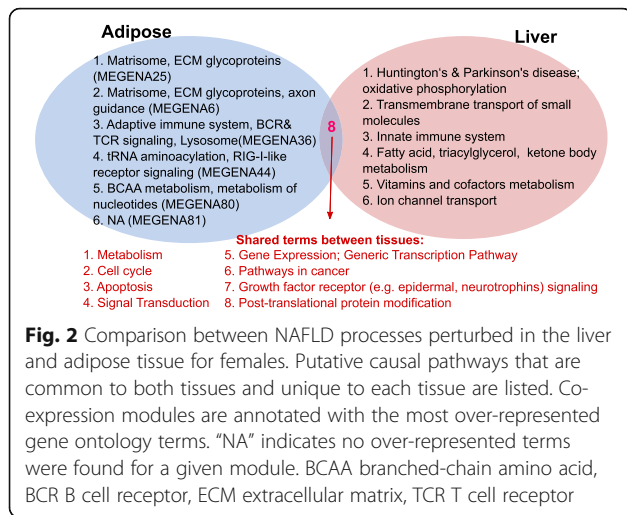 Adipose
Liver
1. Matrisome, ECM glycoproteins
(MEGENA25)
2. Matrisome, ECM glycoproteins, axon
guidance (MEGENA6)
3. Adaptive immune system, BCR&
TCR signaling, Lysosome(MEGENA36)
4. tRNA aminoacylation, RIG-I-like
receptor signaling (MEGENA44)
5. BCAA metabolism, metabolism of
nucleotides (MEGENA80)
6. NA (MEGENA81)
8
1. Huntington's & Parkinson's disease;
oxidative phosphorylation
2. Transmembrane transport of small
molecules
3. Innate immune system
4. Fatty acid, triacylglycerol, ketone body
metabolism
5. Vitamins and cofactors metabolism
6. Ion channel transport
Shared terms between tissues:
1. Metabolism
2. Cell cycle
3. Apoptosis
4. Signal Transduction
5. Gene Expression; Generic Transcription Pathway
6. Pathways in cancer
7. Growth factor receptor (e.g. epidermal, neurotrophins) signaling
8. Post-translational protein modification
Fig. 2 Comparison between NAFLD processes perturbed in the liver
and adipose tissue for females. Putative causal pathways that are
common to both tissues and unique to each tissue are listed. Co-
expression modules are annotated with the most over-represented
gene ontology terms. “NA” indicates no over-represented terms
were found for a given module. BCAA branched-chain amino acid,
BCR B cell receptor, ECM extracellular matrix, TCR T cell receptor